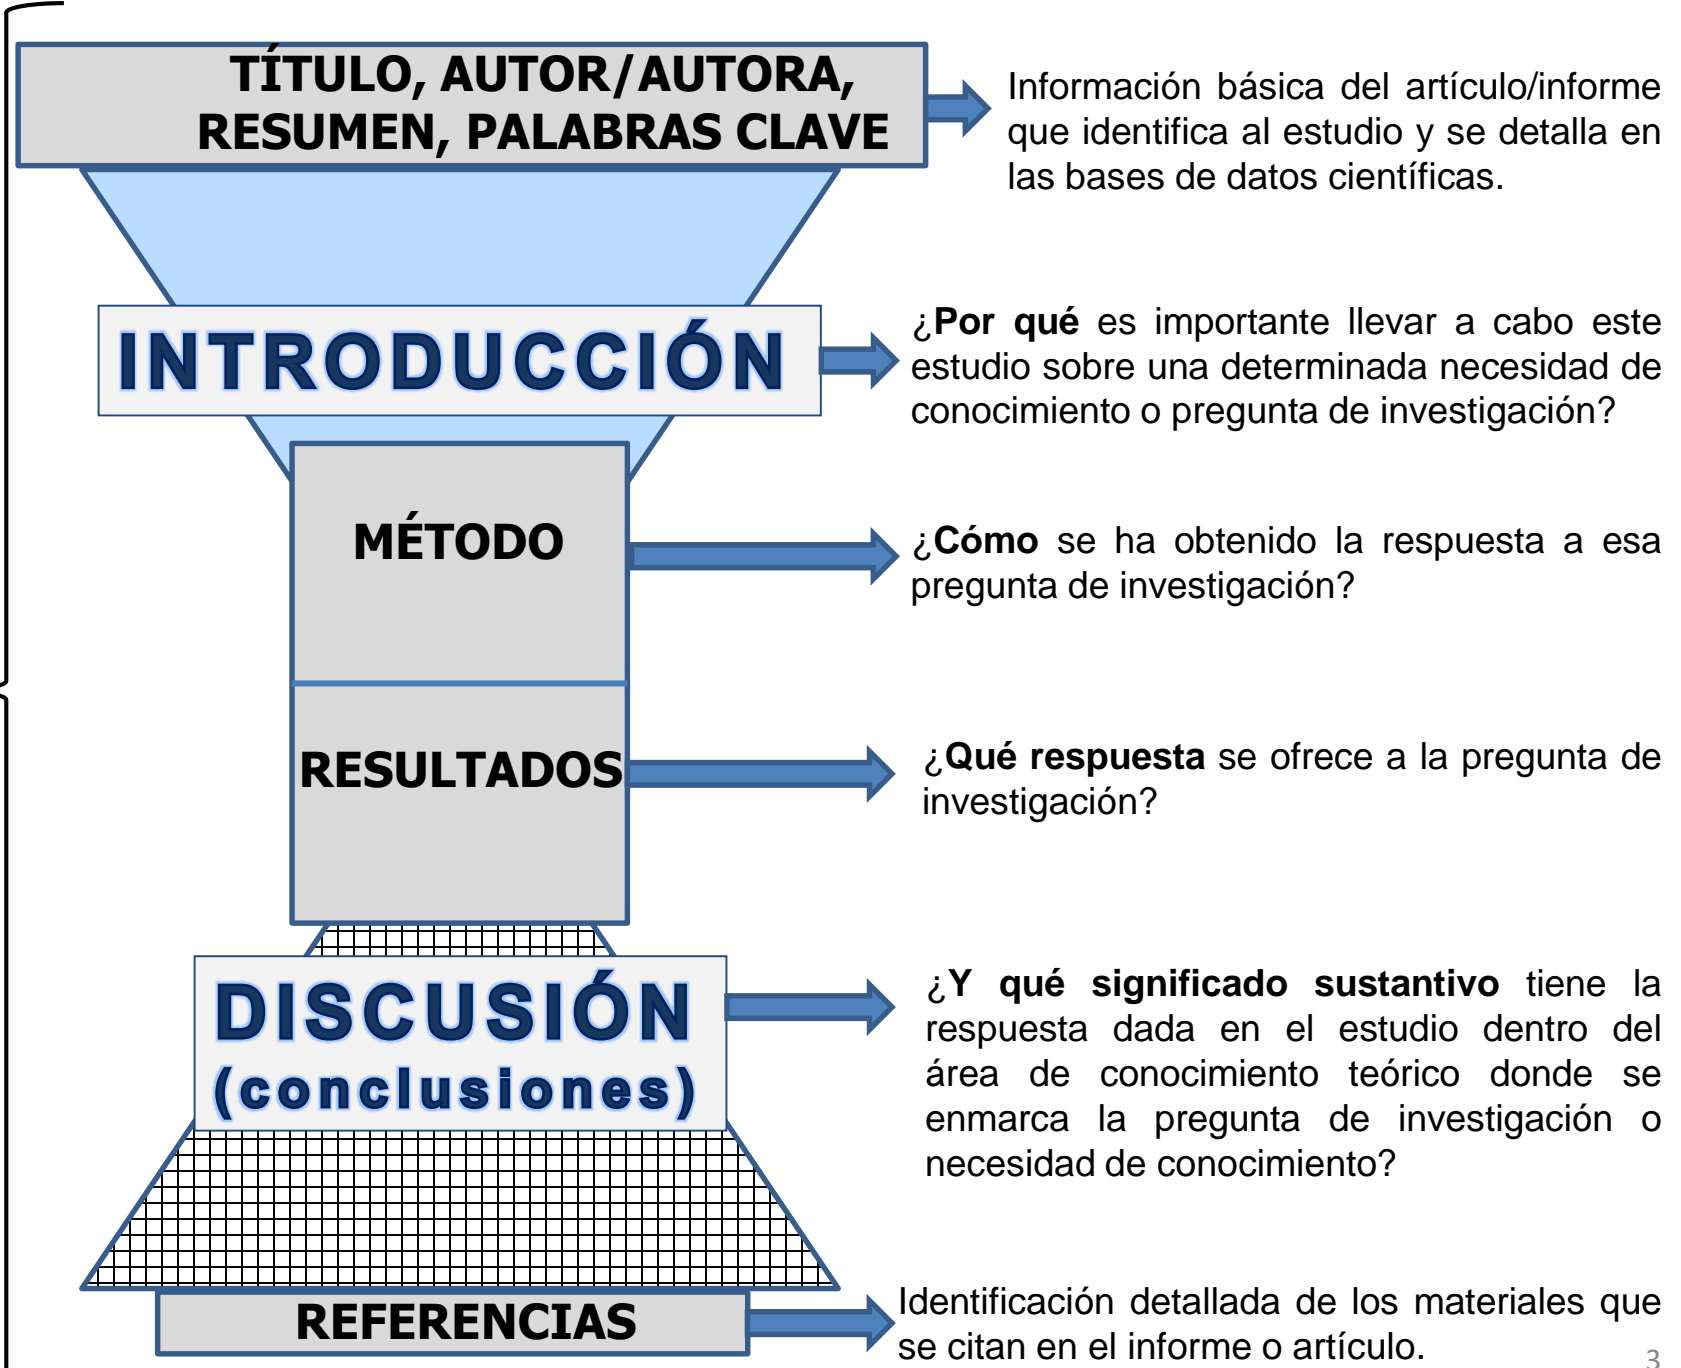 TÍTULO, AUTOR/AUTORA,
RESUMEN, PALABRAS CLAVE
Información básica del artículo/informe
que identifica al estudio y se detalla en
las bases de datos científicas.
INTRODUCCIÓN
¿Por qué es importante llevar a cabo este
estudio sobre una determinada necesidad de
conocimiento o pregunta de investigación?
MÉTODO
¿Cómo se ha obtenido la respuesta a esa
pregunta de investigación?
RESULTADOS
¿Qué respuesta se ofrece a la pregunta de
investigación?
DISCUSIÓN
(conclusiones)
¿Y qué significado sustantivo tiene la
respuesta dada en el estudio dentro del
área de conocimiento teórico donde se
enmarca la pregunta de investigación o
necesidad de conocimiento?
REFERENCIAS
Identificación detallada de los materiales que
se citan en el informe o artículo.
3